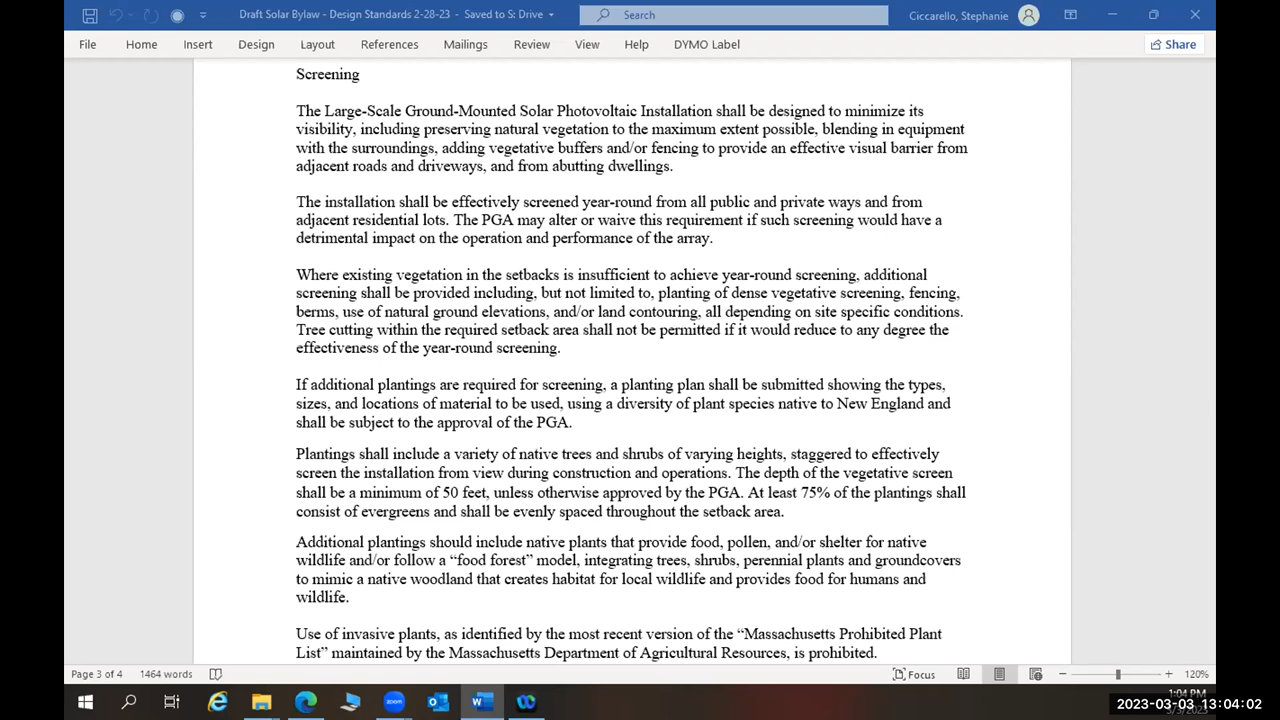 Draft Solar Bylaw - Design Standards 2-28-23 - Saved to S: Drive
Search
Ciccarello, Stephanie
File Home Insert Design Layout References Mailings Review View Help DYMO Label Share
Screening
The Large-Scale Ground-Mounted Solar Photovoltaic Installation shall be designed to minimize its
visibility, including preserving natural vegetation to the maximum extent possible, blending in equipment
with the surroundings, adding vegetative buffers and/or fencing to provide an effective visual barrier from
adjacent roads and driveways, and from abutting dwellings.
The installation shall be effectively screened year-round from all public and private ways and from
adjacent residential lots. The PGA may alter or waive this requirement if such screening would have a
detrimental impact on the operation and performance of the array.
Where existing vegetation in the setbacks is insufficient to achieve year-round screening, additional
screening shall be provided including, but not limited to, planting of dense vegetative screening, fencing,
berms, use of natural ground elevations, and/or land contouring, all depending on site specific conditions.
Tree cutting within the required setback area shall not be permitted if it would reduce to any degree the
effectiveness of the year-round screening.
If additional plantings are required for screening, a planting plan shall be submitted showing the types,
sizes, and locations of material to be used, using a diversity of plant species native to New England and
shall be subject to the approval of the PGA.
Plantings shall include a variety of native trees and shrubs of varying heights, staggered to effectively
screen the installation from view during construction and operations. The depth of the vegetative screen
shall be a minimum of 50 feet, unless otherwise approved by the PGA. At least 75% of the plantings shall
consist of evergreens and shall be evenly spaced throughout the setback area.
Additional plantings should include native plants that provide food, pollen, and/or shelter for native
wildlife and/or follow a “food forest” model, integrating trees, shrubs, perennial plants and groundcovers
to mimic a native woodland that creates habitat for local wildlife and provides food for humans and
wildlife.
Use of invasive plants, as identified by the most recent version of the “Massachusetts Prohibited Plant
List” maintained by the Massachusetts Department of Agricultural Resources, is prohibited.
Page 3 of 4 1464 words Focus 120%
zoom
1:04 PM
2023-03-03 13:04:02